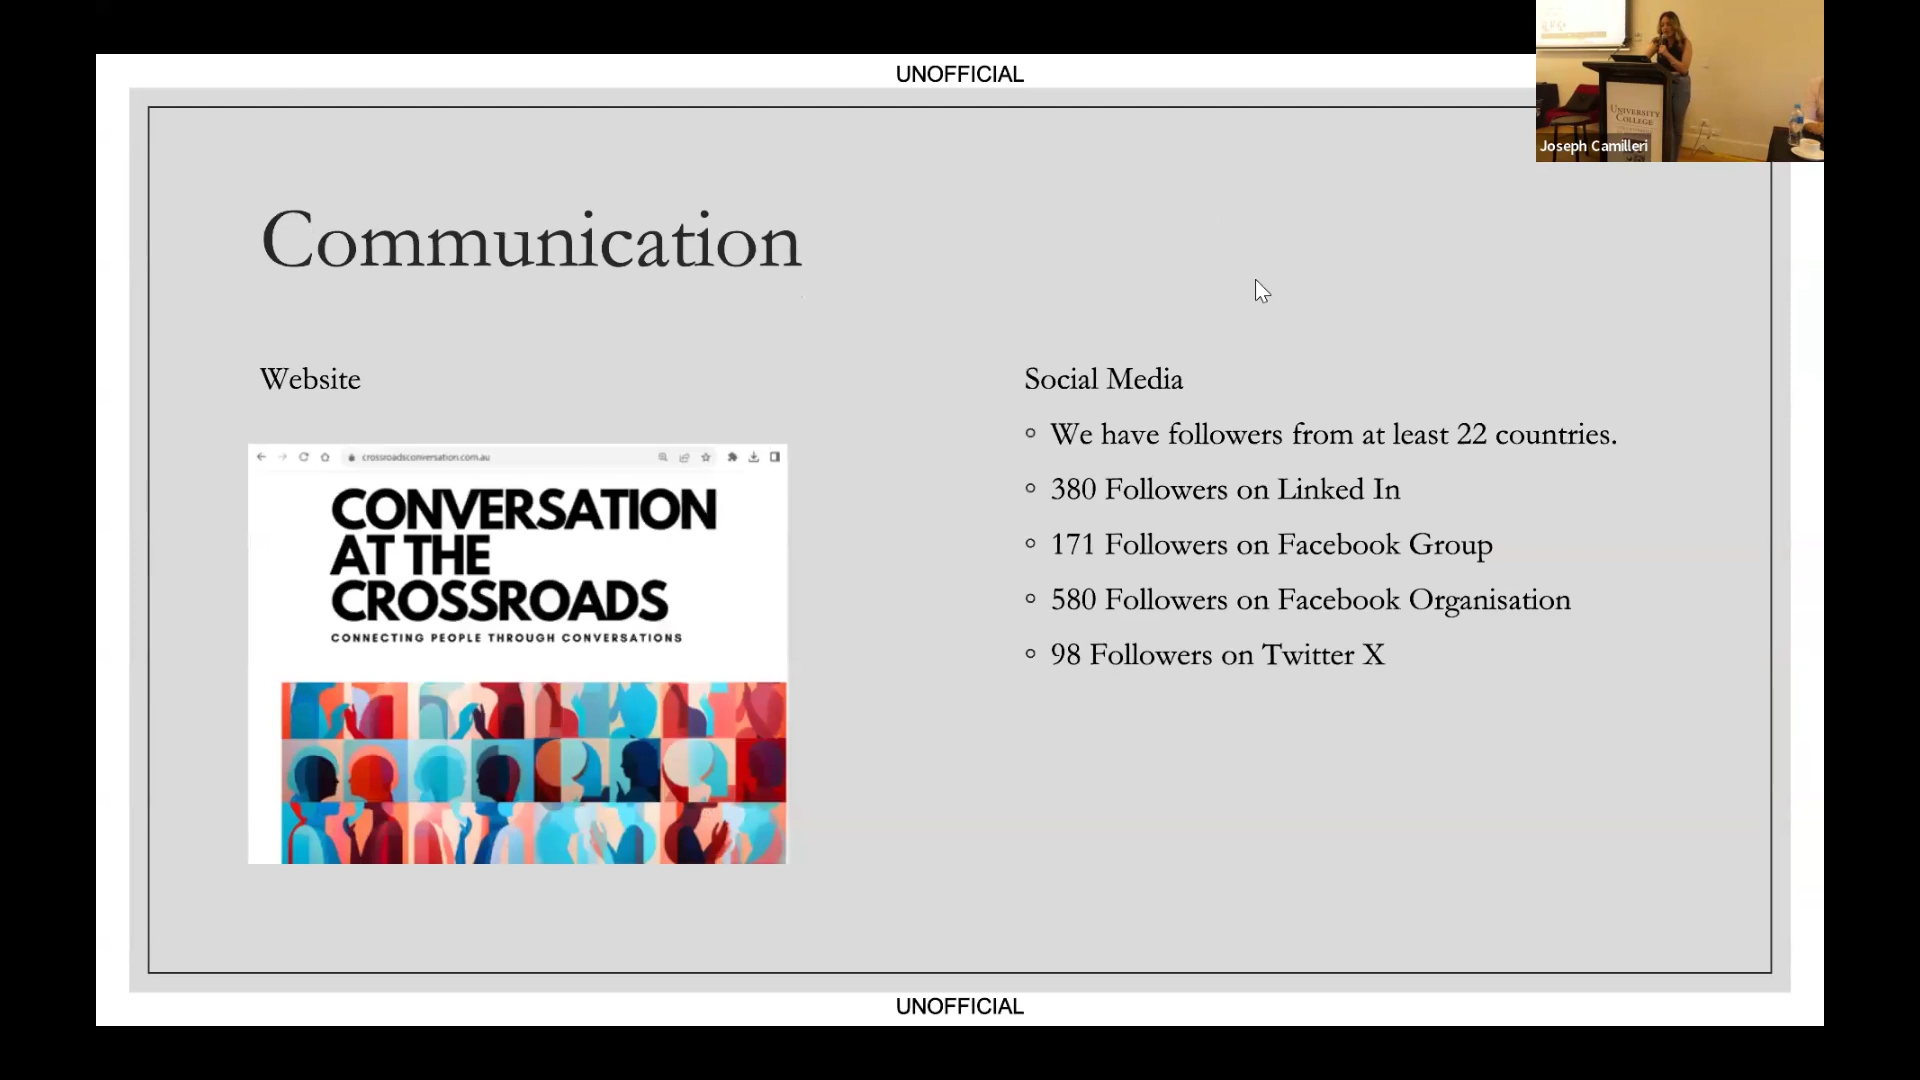 UNOFFICIAL
UNIVERSITY
COLLEGE
Joseph Camilleri
Communication
Website
crossroadsconversation.com.au
CONVERSATION
AT THE
CROSSROADS
CONNECTING PEOPLE THROUGH CONVERSATIONS
Social Media
We have followers from at least 22 countries.
380 Followers on Linked In
171 Followers on Facebook Group
580 Followers on Facebook Organisation
98 Followers on Twitter X
UNOFFICIAL